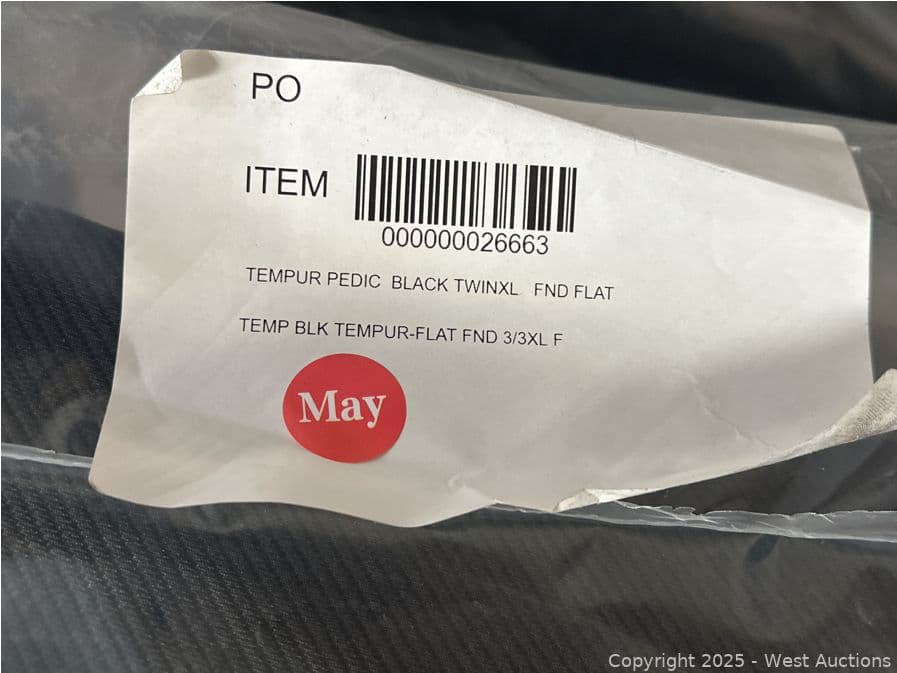 PO
ITEM
000000026663
TEMPUR PEDIC BLACK TWINXL FND FLAT
TEMP BLK TEMPUR-FLAT FND 3/3XL F
May
Copyright 2025 - West Auctions